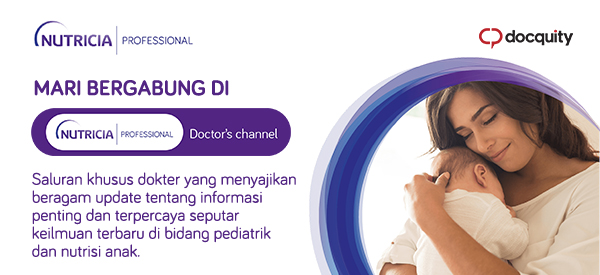 NUTRICIA PROFESSIONAL
docquity
MARI BERGABUNG DI
NUTRICIA PROFESSIONAL Doctor's channel
Saluran khusus dokter yang menyajikan
beragam update tentang informasi
penting dan terpercaya seputar
keilmuan terbaru di bidang pediatrik
dan nutrisi anak.